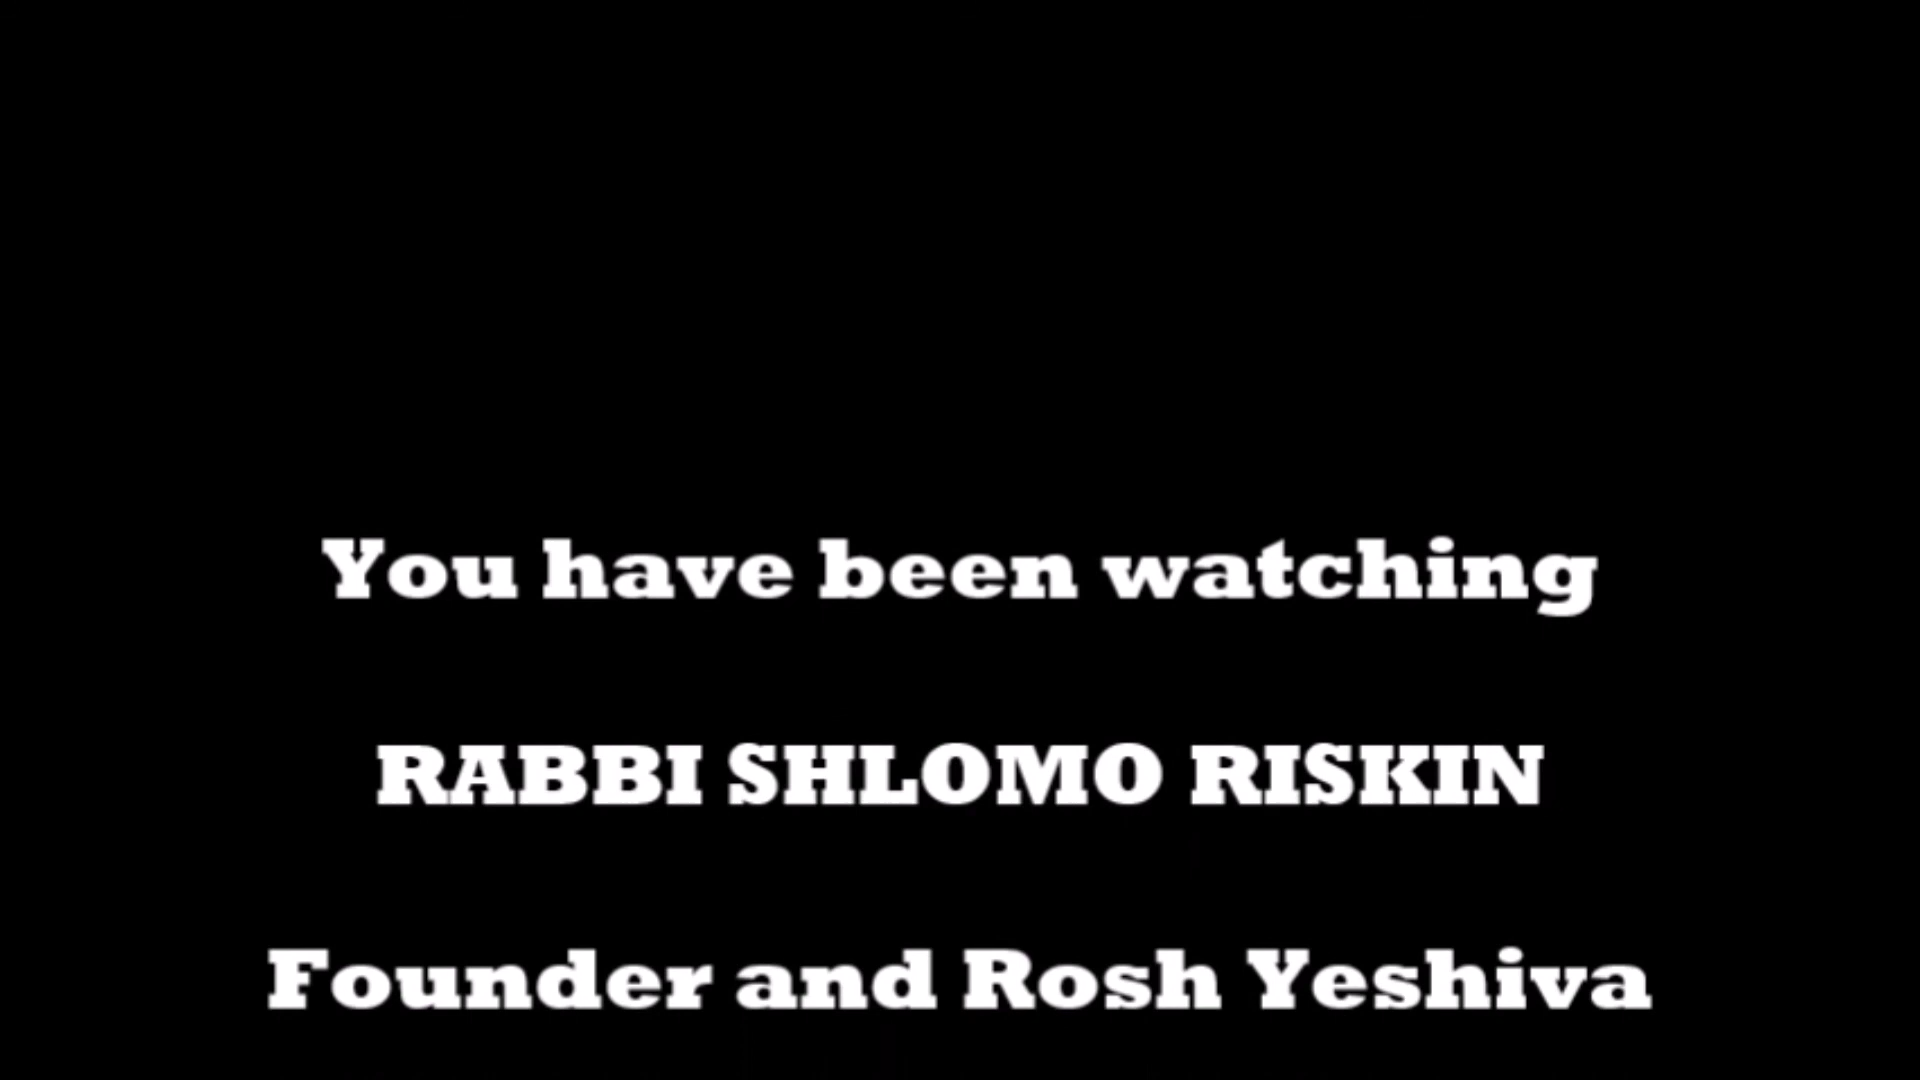 You have been watching
RABBI SHLOMO RISKIN
Founder and Rosh Yeshiva